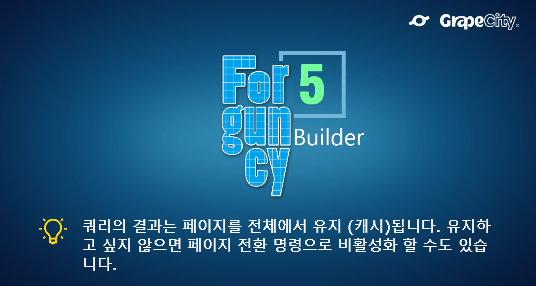 GrapeCity
For 5
gun
cy Builder
쿼리의 결과는 페이지를 전체에서 유지 (캐시)됩니다. 유지하
고 싶지 않으면 페이지 전환 명령으로 비활성화 할 수도 있습
니다.